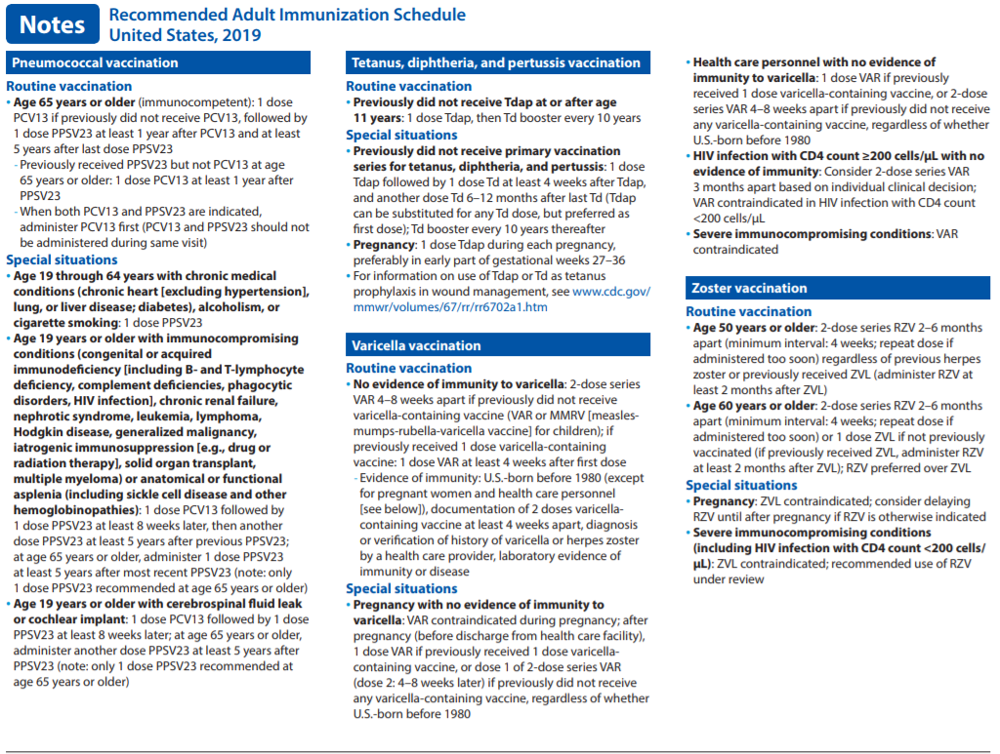 Notes
Recommended Adult Immunization Schedule
United States, 2019
Pneumococcal vaccination
Routine vaccination
• Age 65 years or older (immunocompetent): 1 dose
PCV13 if previously did not receive PCV13, followed by
1 dose PPSV23 at least 1 year after PCV13 and at least
5 years after last dose PPSV23
- Previously received PPSV23 but not PCV13 at age
65 years or older: 1 dose PCV13 at least 1 year after
PPSV23
- When both PCV13 and PPSV23 are indicated,
administer PCV13 first (PCV13 and PPSV23 should not
be administered during same visit)
Special situations
• Age 19 through 64 years with chronic medical
conditions (chronic heart [excluding hypertension],
lung, or liver disease; diabetes), alcoholism, or
cigarette smoking: 1 dose PPSV23
• Age 19 years or older with immunocompromising
conditions (congenital or acquired
immunodeficiency [including B- and T-lymphocyte
deficiency, complement deficiencies, phagocytic
disorders, HIV infection], chronic renal failure,
nephrotic syndrome, leukemia, lymphoma,
Hodgkin disease, generalized malignancy,
iatrogenic immunosuppression [e.g., drug or
radiation therapy], solid organ transplant,
multiple myeloma) or anatomical or functional
asplenia (including sickle cell disease and other
hemoglobinopathies): 1 dose PCV13 followed by
1 dose PPSV23 at least 8 weeks later, then another
dose PPSV23 at least 5 years after previous PPSV23;
at age 65 years or older, administer 1 dose PPSV23
at least 5 years after most recent PPSV23 (note: only
1 dose PPSV23 recommended at age 65 years or older)
• Age 19 years or older with cerebrospinal fluid leak
or cochlear implant: 1 dose PCV13 followed by 1 dose
PPSV23 at least 8 weeks later; at age 65 years or older,
administer another dose PPSV23 at least 5 years after
PPSV23 (note: only 1 dose PPSV23 recommended at
age 65 years or older)
Tetanus, diphtheria, and pertussis vaccination
Routine vaccination
• Previously did not receive Tdap at or after age
11 years: 1 dose Tdap, then Td booster every 10 years
Special situations
• Previously did not receive primary vaccination
series for tetanus, diphtheria, and pertussis: 1 dose
Tdap followed by 1 dose Td at least 4 weeks after Tdap,
and another dose Td 6–12 months after last Td (Tdap
can be substituted for any Td dose, but preferred as
first dose); Td booster every 10 years thereafter
• Pregnancy: 1 dose Tdap during each pregnancy,
preferably in early part of gestational weeks 27–36
• For information on use of Tdap or Td as tetanus
prophylaxis in wound management, see www.cdc.gov/
mmwr/volumes/67/rr/rr6702a1.htm
Varicella vaccination
Routine vaccination
• No evidence of immunity to varicella: 2-dose series
VAR 4–8 weeks apart if previously did not receive
varicella-containing vaccine (VAR or MMRV [measles-
mumps-rubella-varicella vaccine] for children); if
previously received 1 dose varicella-containing
vaccine: 1 dose VAR at least 4 weeks after first dose
- Evidence of immunity: U.S.-born before 1980 (except
for pregnant women and health care personnel
[see below]), documentation of 2 doses varicella-
containing vaccine at least 4 weeks apart, diagnosis
or verification of history of varicella or herpes zoster
by a health care provider, laboratory evidence of
immunity or disease
Special situations
• Pregnancy with no evidence of immunity to
varicella: VAR contraindicated during pregnancy; after
pregnancy (before discharge from health care facility),
1 dose VAR if previously received 1 dose varicella-
containing vaccine, or dose 1 of 2-dose series VAR
(dose 2: 4–8 weeks later) if previously did not receive
any varicella-containing vaccine, regardless of whether
U.S.-born before 1980
• Health care personnel with no evidence of
immunity to varicella: 1 dose VAR if previously
received 1 dose varicella-containing vaccine, or 2-dose
series VAR 4–8 weeks apart if previously did not receive
any varicella-containing vaccine, regardless of whether
U.S.-born before 1980
• HIV infection with CD4 count ≥200 cells/μL with no
evidence of immunity: Consider 2-dose series VAR
3 months apart based on individual clinical decision;
VAR contraindicated in HIV infection with CD4 count
<200 cells/μL
• Severe immunocompromising conditions: VAR
contraindicated
Zoster vaccination
Routine vaccination
• Age 50 years or older: 2-dose series RZV 2–6 months
apart (minimum interval: 4 weeks; repeat dose if
administered too soon) regardless of previous herpes
zoster or previously received ZVL (administer RZV at
least 2 months after ZVL)
• Age 60 years or older: 2-dose series RZV 2–6 months
apart (minimum interval: 4 weeks; repeat dose if
administered too soon) or 1 dose ZVL if not previously
vaccinated (if previously received ZVL, administer RZV
at least 2 months after ZVL); RZV preferred over ZVL
Special situations
• Pregnancy: ZVL contraindicated; consider delaying
RZV until after pregnancy if RZV is otherwise indicated
• Severe immunocompromising conditions
(including HIV infection with CD4 count <200 cells/
μL): ZVL contraindicated; recommended use of RZV
under review